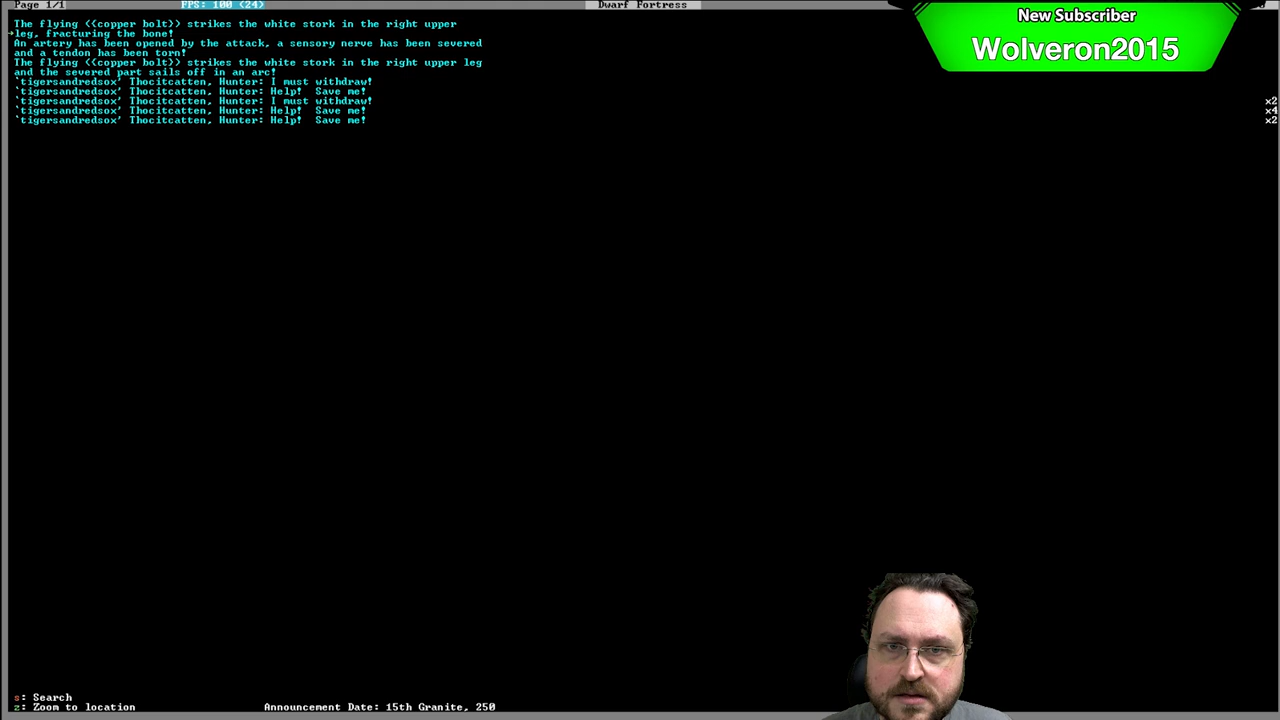 Page 1/1
FPS: 100 (24)
Dwarf Fortress
New Subscriber
Wolveron2015
The flying <<copper bolt>> strikes the white stork in the right upper
leg, fracturing the bone!
An artery has been opened by the attack, a sensory nerve has been severed
and a tendon has been torn!
The flying <<copper bolt>> strikes the white stork in the right upper leg
and the severed part sails off in an arc!
`tigersandredsox' Thocitcatten, Hunter: I must withdraw!
`tigersandredsox' Thocitcatten, Hunter: Help!  Save me!
`tigersandredsox' Thocitcatten, Hunter: I must withdraw! x2
`tigersandredsox' Thocitcatten, Hunter: Help!  Save me! x4
`tigersandredsox' Thocitcatten, Hunter: Help!  Save me! x2
s: Search
z: Zoom to location
Announcement Date: 15th Granite, 250